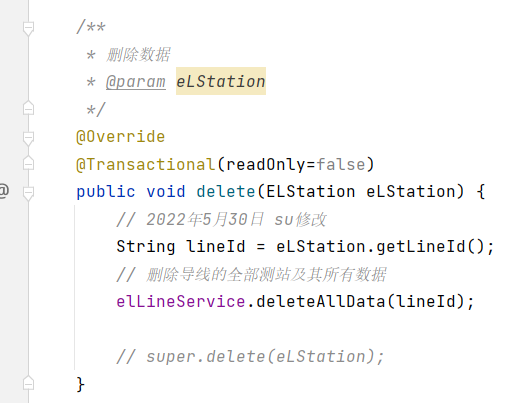 /**
 * 删除数据
 * @param eLStation
 */
@Override
@Transactional(readOnly=false)
@
public void delete(ELStation eLStation) {
// 2022年5月30日 su修改
String lineId = eLStation.getLineId();
// 删除导线的全部测站及其所有数据
elLineService.deleteAllData(lineId);
// super.delete(eLStation);
}